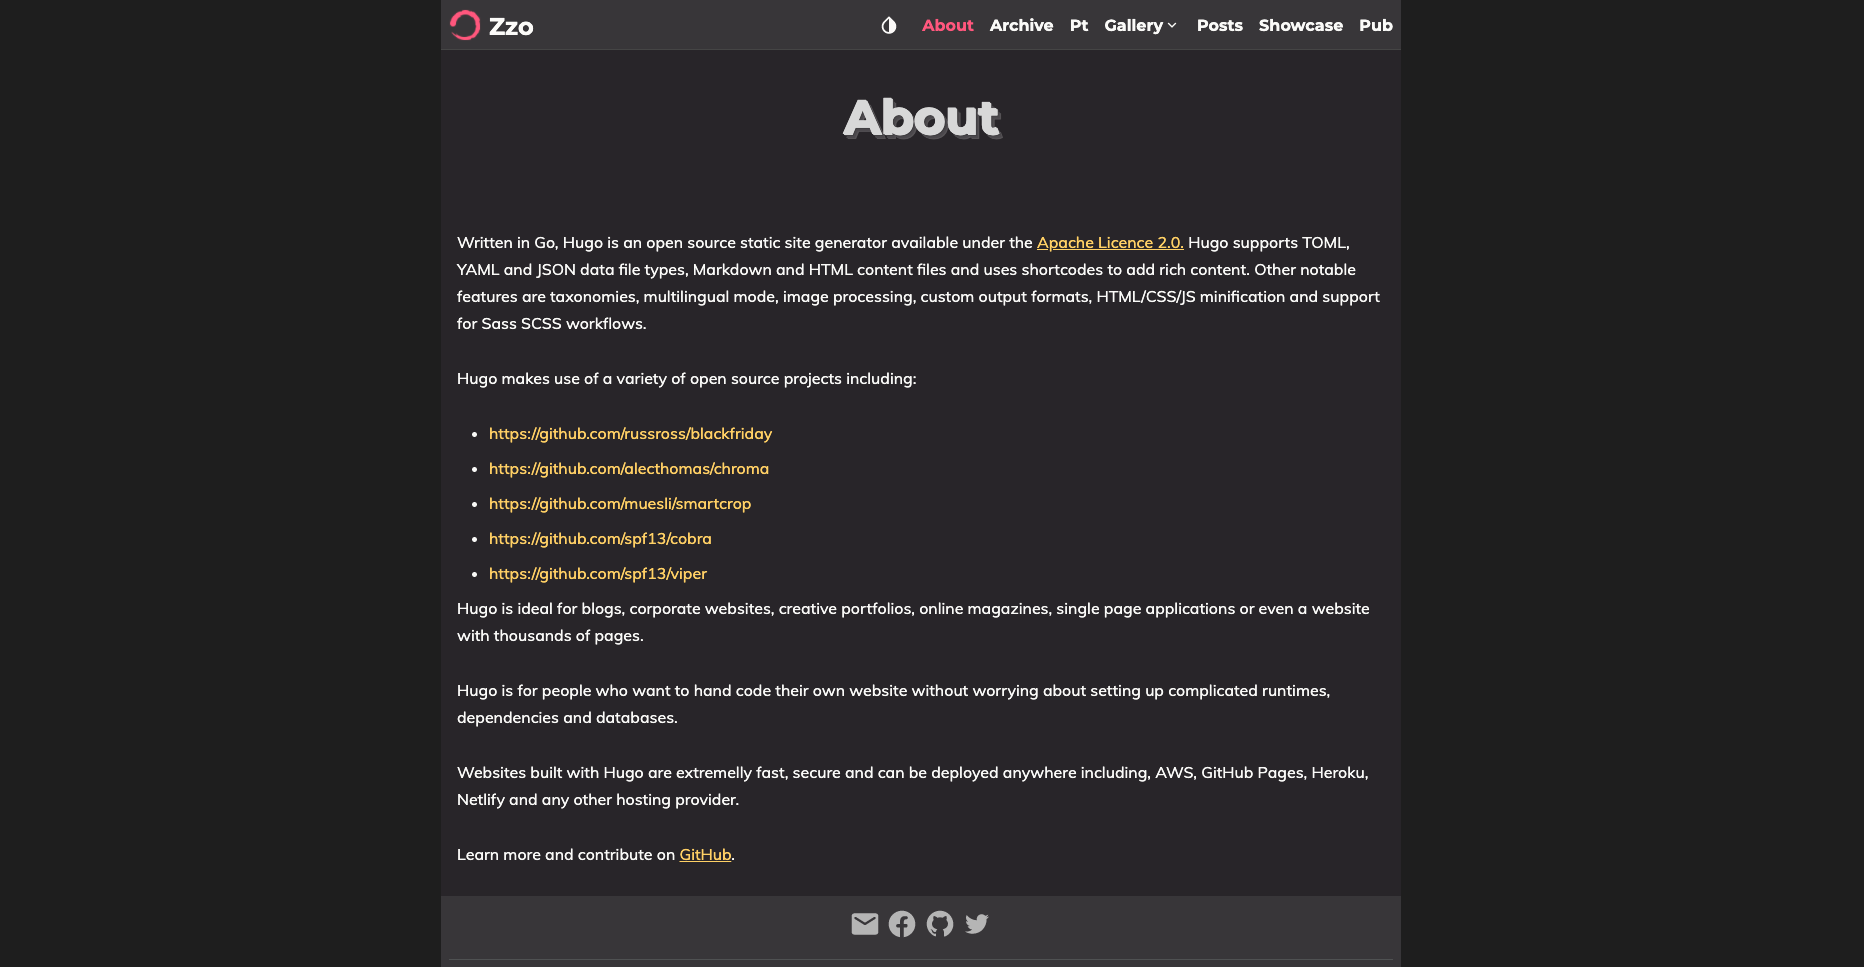 Zzo
About Archive Pt Gallery Posts Showcase Pub
About
Written in Go, Hugo is an open source static site generator available under the Apache Licence 2.0. Hugo supports TOML,
YAML and JSON data file types, Markdown and HTML content files and uses shortcodes to add rich content. Other notable
features are taxonomies, multilingual mode, image processing, custom output formats, HTML/CSS/JS minification and support
for Sass SCSS workflows.
Hugo makes use of a variety of open source projects including:
• https://github.com/russross/blackfriday
• https://github.com/alecthomas/chroma
• https://github.com/muesli/smartcrop
• https://github.com/spf13/cobra
• https://github.com/spf13/viper
Hugo is ideal for blogs, corporate websites, creative portfolios, online magazines, single page applications or even a website
with thousands of pages.
Hugo is for people who want to hand code their own website without worrying about setting up complicated runtimes,
dependencies and databases.
Websites built with Hugo are extremelly fast, secure and can be deployed anywhere including, AWS, GitHub Pages, Heroku,
Netlify and any other hosting provider.
Learn more and contribute on GitHub.